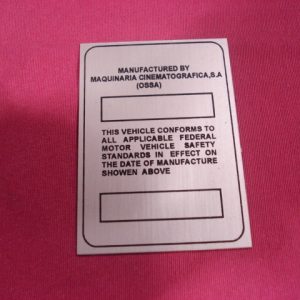 MANUFACTURED BY
MAQUINARIA CINEMATOGRAFICA,S.A
(OSSA)
THIS VEHICLE CONFORMS TO
ALL APPLICABLE FEDERAL
MOTOR VEHICLE SAFETY
STANDARDS IN EFFECT ON
THE DATE OF MANUFACTURE
SHOWEN ABOVE